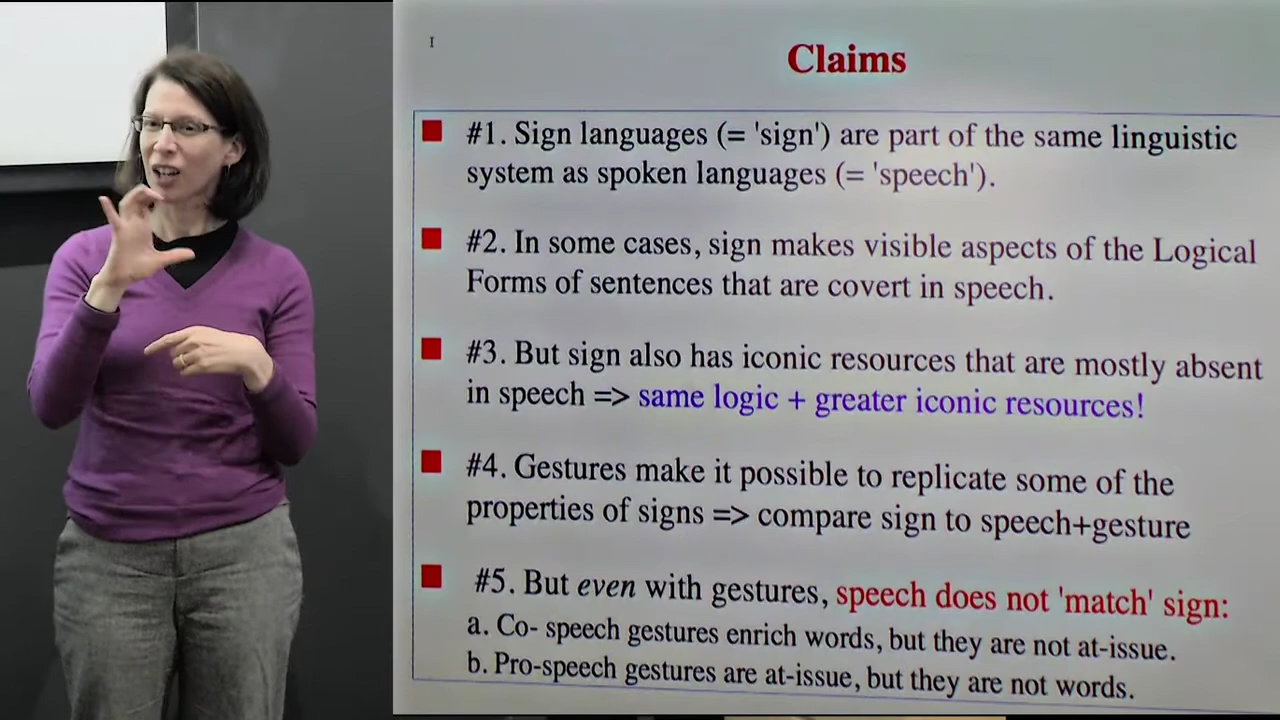 Claims
#1. Sign languages (= 'sign') are part of the same linguistic
system as spoken languages (= 'speech').
#2. In some cases, sign makes visible aspects of the Logical
Forms of sentences that are covert in speech.
#3. But sign also has iconic resources that are mostly absent
in speech => same logic + greater iconic resources!
#4. Gestures make it possible to replicate some of the
properties of signs => compare sign to speech+gesture
#5. But even with gestures, speech does not 'match' sign:
a. Co- speech gestures enrich words, but they are not at-issue.
b. Pro-speech gestures are at-issue, but they are not words.